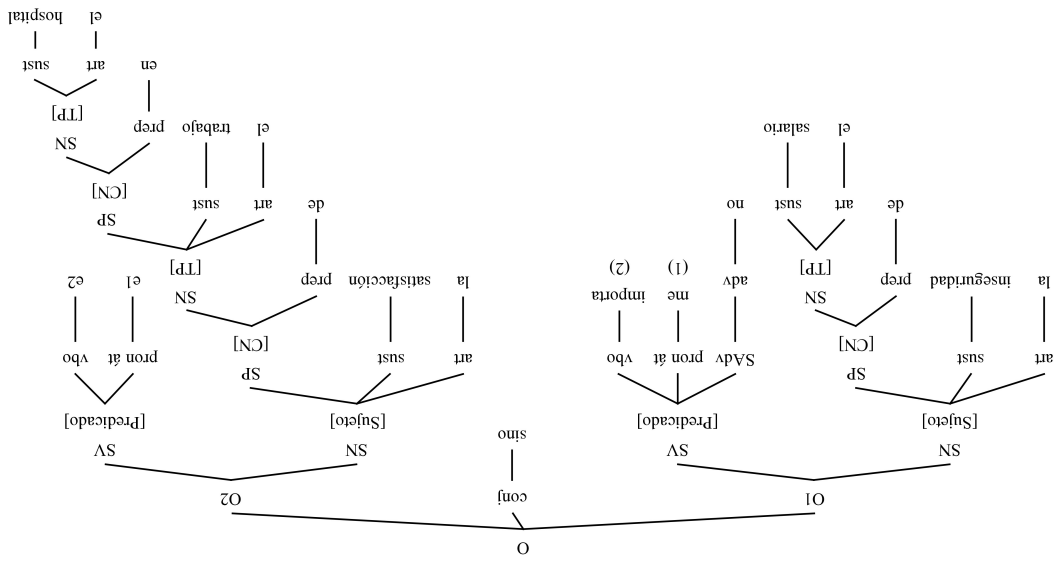 O
O1 conj O2
SN SV sino SN SV
[Sujeto] [Predicado] [Sujeto] [Predicado]
art sust SP SAdv pron át vbo art sust SP pron át vbo
[CN] [CN]
la inseguridad prep SN adv me importa la satisfacción prep SN e1 e2
[TP] (1) (2) [TP]
de art sust no de art sust SP
[CN]
el salario el trabajo prep SN
[TP]
en art sust
el hospital